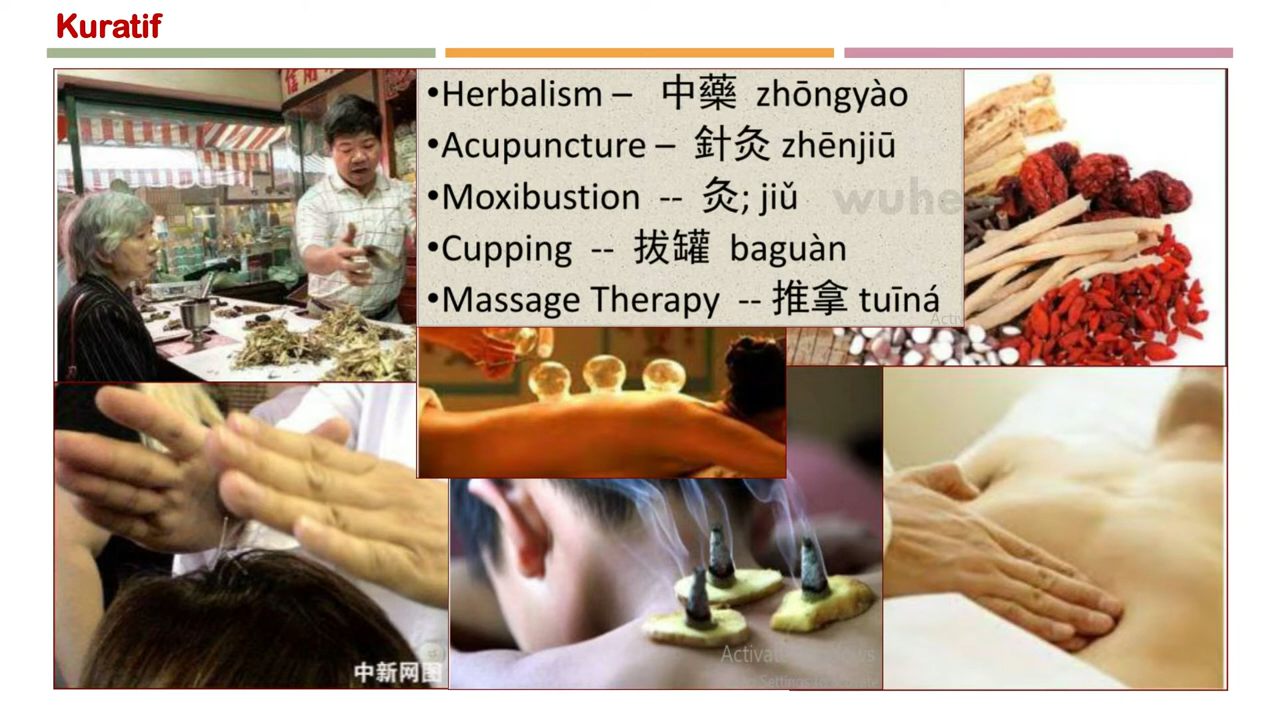 Kuratif
•Herbalism – 中藥 zhōngyào
•Acupuncture – 針灸 zhēnjiū
•Moxibustion -- 灸; jiǔ
•Cupping -- 拔罐 baguàn
•Massage Therapy -- 推拿 tuīná
wuhe
中新网图